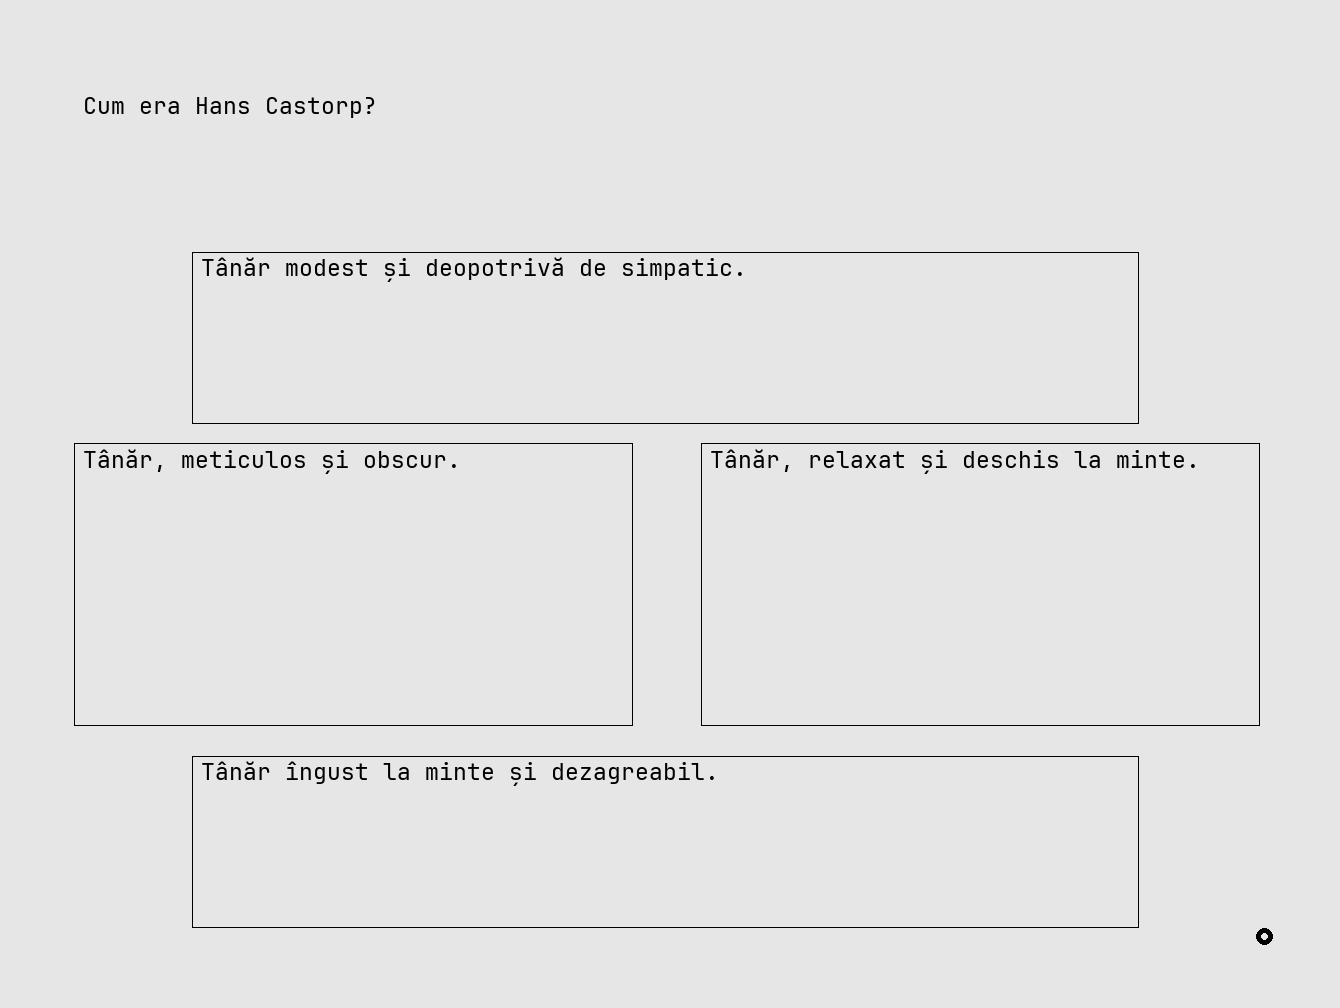 Cum era Hans Castorp?
Tânăr modest și deopotrivă de simpatic.
Tânăr, meticulos și obscur.
Tânăr, relaxat și deschis la minte.
Tânăr îngust la minte și dezagreabil.